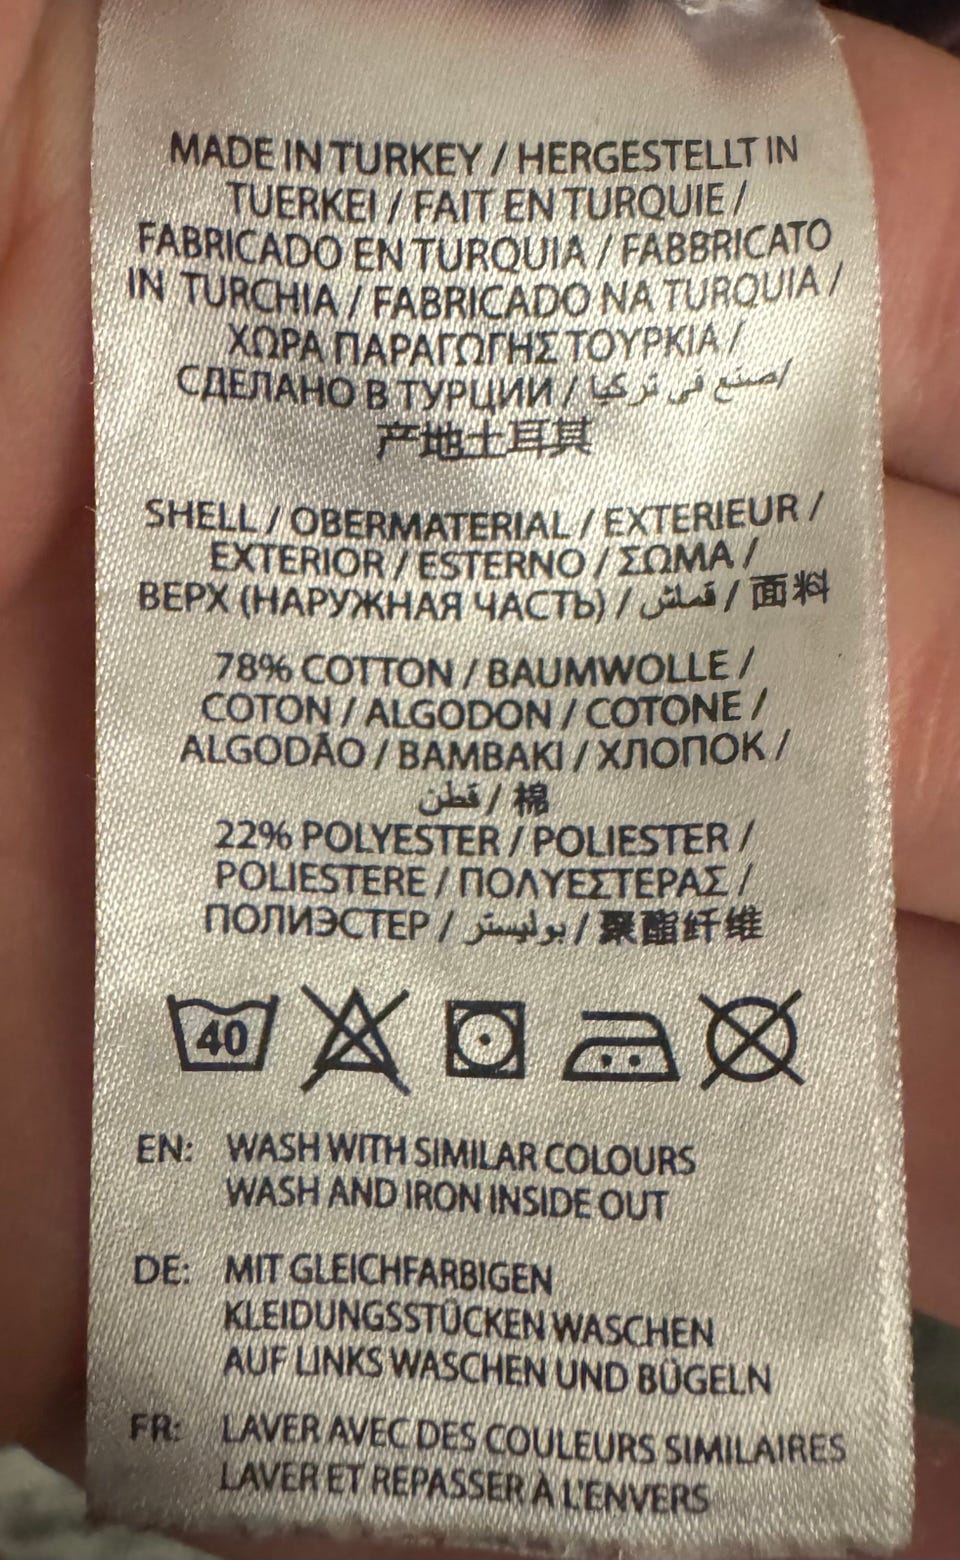 MADE IN TURKEY / HERGESTELLT IN
TUERKEI / FAIT EN TURQUIE /
FABRICADO EN TURQUIA / FABBRICATO
IN TURCHIA / FABRICADO NA TURQUIA /
ΧΩΡΑ ΠΑΡΑΓΩΓΗΣ ΤΟΥΡΚΙΑ /
СДЕЛАНО В ТУРЦИИ / صنع في تركيا/
产地土耳其
SHELL / OBERMATERIAL / EXTERIEUR /
EXTERIOR / ESTERNO / ΣΩΜΑ /
ВЕРХ (НАРУЖНАЯ ЧАСТЬ) / قماش / 面料
78% COTTON / BAUMWOLLE /
COTON / ALGODON / COTONE /
ALGODÃO / BAMBAKI / ХЛОПОК /
قطن / 棉
22% POLYESTER / POLIESTER /
POLIESTERE / ΠΟΛΥΕΣΤΕΡΑΣ /
ПОЛИЭСТЕР / بوليستر / 聚酯纤维
40
EN: WASH WITH SIMILAR COLOURS
WASH AND IRON INSIDE OUT
DE: MIT GLEICHFARBIGEN
KLEIDUNGSSTÜCKEN WASCHEN
AUF LINKS WASCHEN UND BÜGELN
FR: LAVER AVEC DES COULEURS SIMILAIRES
LAVER ET REPASSER À L'ENVERS